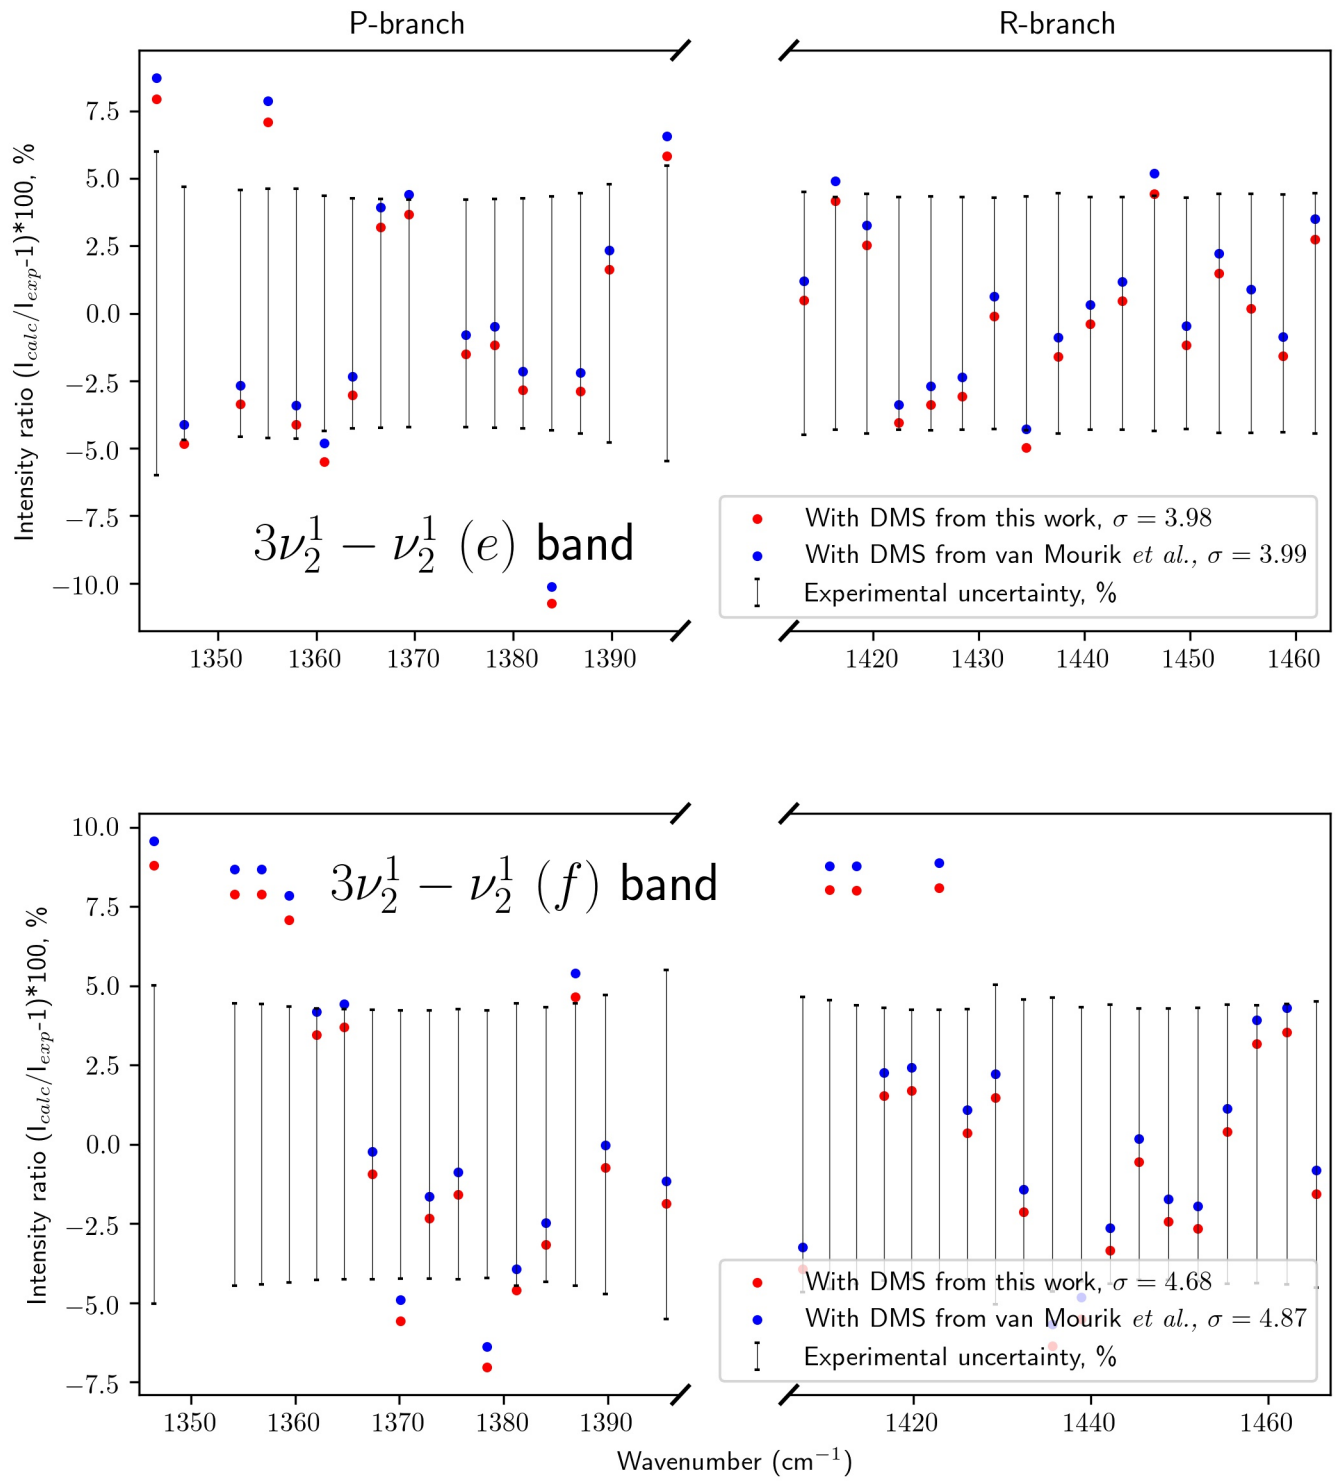 P-branch R-branch
Intensity ratio (I_calc/I_exp-1)*100, %
7.5
5.0
2.5
0.0
−2.5
−5.0
−7.5
−10.0
3ν₂¹ − ν₂¹ (e) band
With DMS from this work, σ = 3.98
With DMS from van Mourik et al., σ = 3.99
Experimental uncertainty, %
1350 1360 1370 1380 1390 1420 1430 1440 1450 1460
Intensity ratio (I_calc/I_exp-1)*100, %
10.0
7.5
5.0
2.5
0.0
−2.5
−5.0
−7.5
3ν₂¹ − ν₂¹ (f) band
With DMS from this work, σ = 4.68
With DMS from van Mourik et al., σ = 4.87
Experimental uncertainty, %
1350 1360 1370 1380 1390 1420 1440 1460
Wavenumber (cm⁻¹)